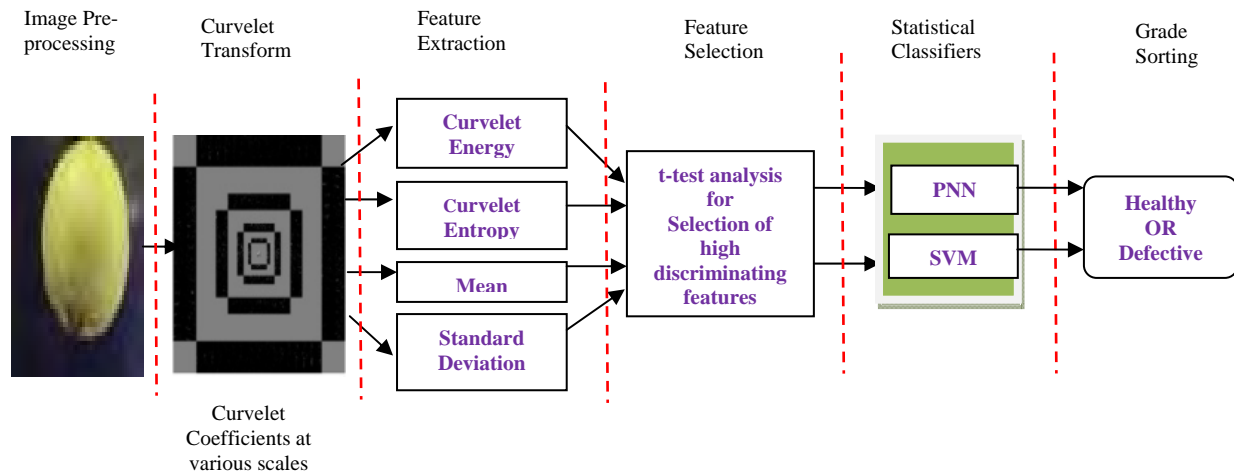 Image Pre-
processing
Curvelet
Transform
Feature
Extraction
Feature
Selection
Statistical
Classifiers
Grade
Sorting
Curvelet
Energy
Curvelet
Entropy
Mean
Standard
Deviation
t-test analysis
for
Selection of
high
discriminating
features
PNN
SVM
Healthy
OR
Defective
Curvelet
Coefficients at
various scales